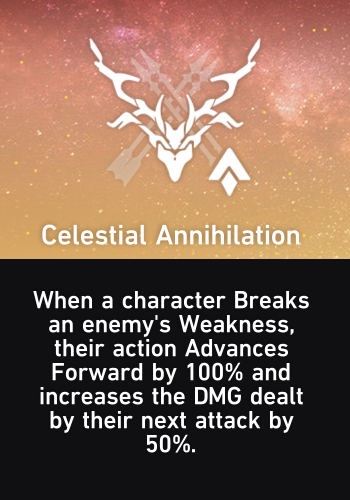 Celestial Annihilation
When a character Breaks
an enemy's Weakness,
their action Advances
Forward by 100% and
increases the DMG dealt
by their next attack by
50%.